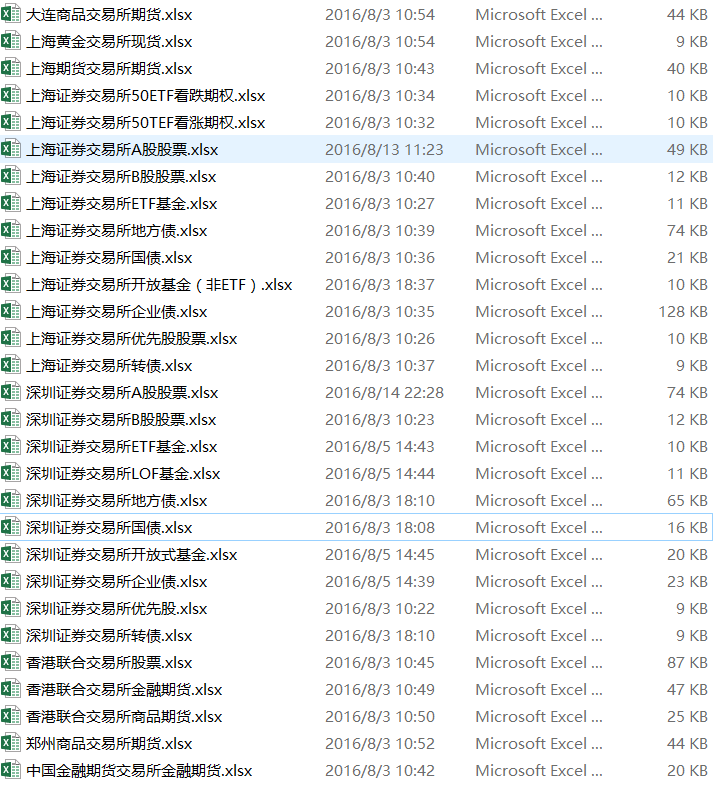 大连商品交易所期货.xlsx 2016/8/3 10:54 Microsoft Excel ... 44 KB
上海黄金交易所现货.xlsx 2016/8/3 10:54 Microsoft Excel ... 9 KB
上海期货交易所期货.xlsx 2016/8/3 10:43 Microsoft Excel ... 40 KB
上海证券交易所50ETF看跌期权.xlsx 2016/8/3 10:34 Microsoft Excel ... 10 KB
上海证券交易所50TEF看涨期权.xlsx 2016/8/3 10:32 Microsoft Excel ... 10 KB
上海证券交易所A股股票.xlsx 2016/8/13 11:23 Microsoft Excel ... 49 KB
上海证券交易所B股股票.xlsx 2016/8/3 10:40 Microsoft Excel ... 12 KB
上海证券交易所ETF基金.xlsx 2016/8/3 10:27 Microsoft Excel ... 11 KB
上海证券交易所地方债.xlsx 2016/8/3 10:39 Microsoft Excel ... 74 KB
上海证券交易所国债.xlsx 2016/8/3 10:36 Microsoft Excel ... 21 KB
上海证券交易所开放基金（非ETF）.xlsx 2016/8/3 18:37 Microsoft Excel ... 10 KB
上海证券交易所企业债.xlsx 2016/8/3 10:35 Microsoft Excel ... 128 KB
上海证券交易所优先股股票.xlsx 2016/8/3 10:26 Microsoft Excel ... 10 KB
上海证券交易所转债.xlsx 2016/8/3 10:37 Microsoft Excel ... 9 KB
深圳证券交易所A股股票.xlsx 2016/8/14 22:28 Microsoft Excel ... 74 KB
深圳证券交易所B股股票.xlsx 2016/8/3 10:23 Microsoft Excel ... 12 KB
深圳证券交易所ETF基金.xlsx 2016/8/5 14:43 Microsoft Excel ... 10 KB
深圳证券交易所LOF基金.xlsx 2016/8/5 14:44 Microsoft Excel ... 11 KB
深圳证券交易所地方债.xlsx 2016/8/3 18:10 Microsoft Excel ... 65 KB
深圳证券交易所国债.xlsx 2016/8/3 18:08 Microsoft Excel ... 16 KB
深圳证券交易所开放式基金.xlsx 2016/8/5 14:45 Microsoft Excel ... 20 KB
深圳证券交易所企业债.xlsx 2016/8/5 14:39 Microsoft Excel ... 23 KB
深圳证券交易所优先股.xlsx 2016/8/3 10:22 Microsoft Excel ... 9 KB
深圳证券交易所转债.xlsx 2016/8/3 18:10 Microsoft Excel ... 9 KB
香港联合交易所股票.xlsx 2016/8/3 10:45 Microsoft Excel ... 87 KB
香港联合交易所金融期货.xlsx 2016/8/3 10:49 Microsoft Excel ... 47 KB
香港联合交易所商品期货.xlsx 2016/8/3 10:50 Microsoft Excel ... 25 KB
郑州商品交易所期货.xlsx 2016/8/3 10:52 Microsoft Excel ... 44 KB
中国金融期货交易所金融期货.xlsx 2016/8/3 10:42 Microsoft Excel ... 20 KB